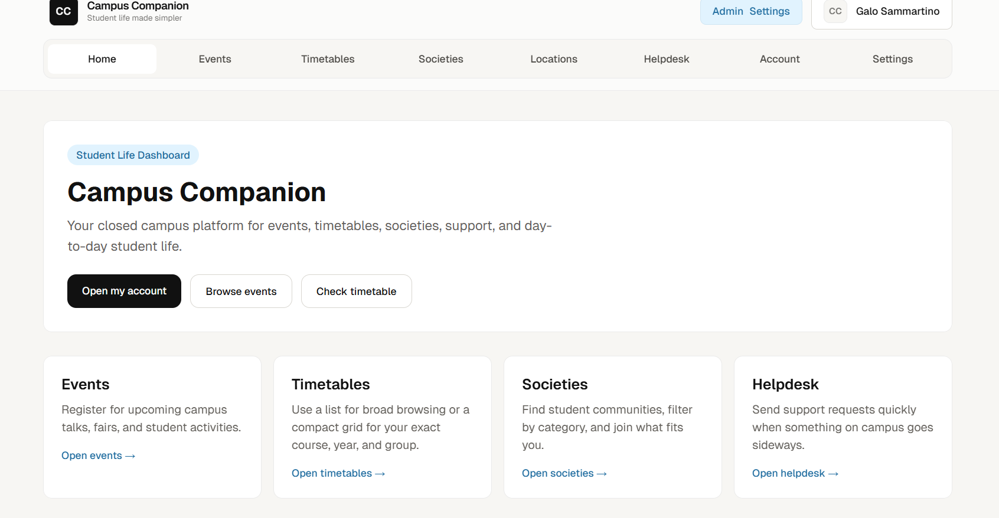 CC
Campus Companion
Student life made simpler
Admin Settings
CC
Galo Sammartino
Home
Events
Timetables
Societies
Locations
Helpdesk
Account
Settings
Student Life Dashboard
Campus Companion
Your closed campus platform for events, timetables, societies, support, and day-
to-day student life.
Open my account
Browse events
Check timetable
Events
Register for upcoming campus
talks, fairs, and student activities.
Open events →
Timetables
Use a list for broad browsing or a
compact grid for your exact
course, year, and group.
Open timetables →
Societies
Find student communities, filter
by category, and join what fits
you.
Open societies →
Helpdesk
Send support requests quickly
when something on campus goes
sideways.
Open helpdesk →